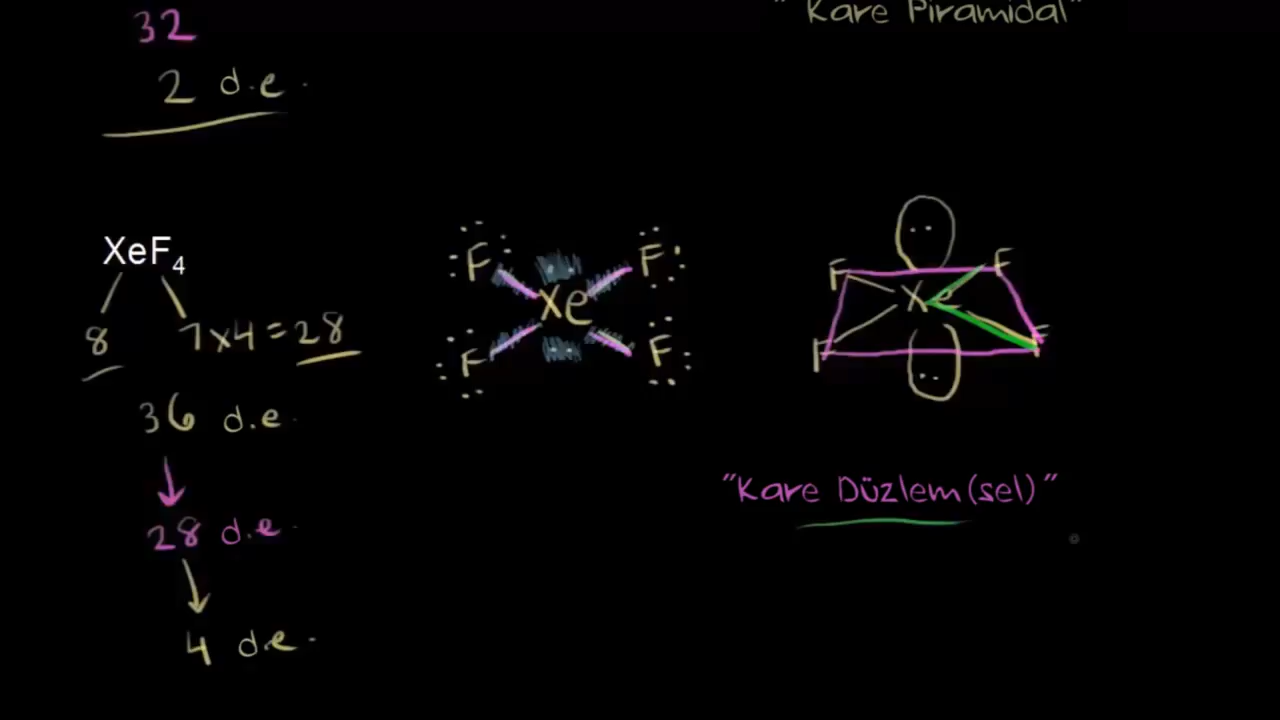 32
2 d.e.
"Kare Piramidal"
XeF₄
8
7x4=28
36 d.e.
28 d.e.
4 d.e.
F F
Xe
F F
F F
Xe
F F
"Kare Düzlem(sel)"